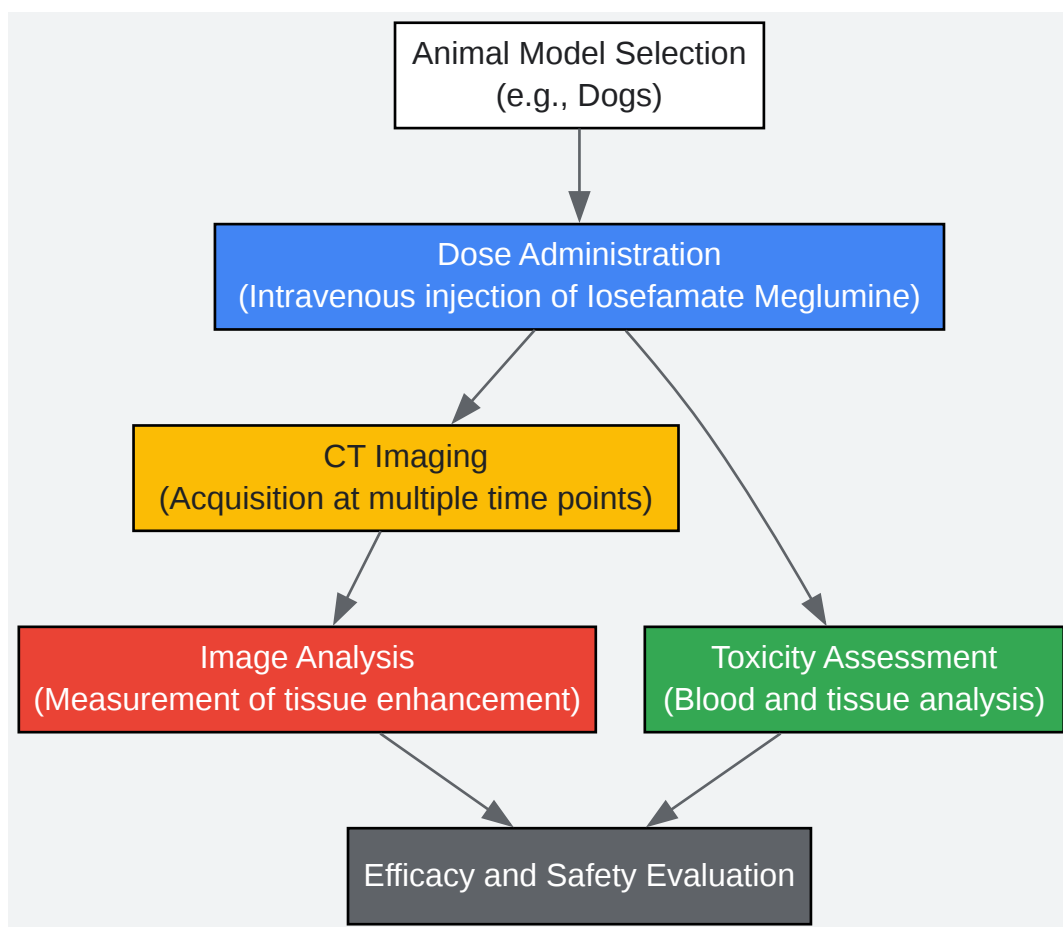 Animal Model Selection
(e.g., Dogs)
Dose Administration
(Intravenous injection of Iosefamate Meglumine)
CT Imaging
(Acquisition at multiple time points)
Image Analysis
(Measurement of tissue enhancement)
Toxicity Assessment
(Blood and tissue analysis)
Efficacy and Safety Evaluation